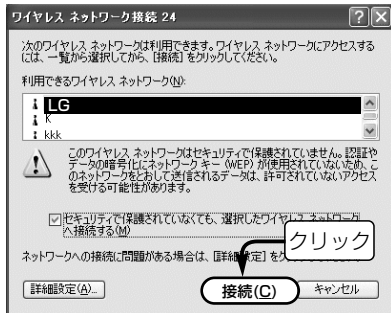 ワイヤレス ネットワーク接続 24
次のワイヤレス ネットワークは利用できます。ワイヤレス ネットワークにアクセスする
には、一覧から選択してから、[接続] をクリックしてください。
利用できるワイヤレス ネットワーク(N):
LG
K
kkk
このワイヤレス ネットワークはセキュリティで保護されていません。認証や
データの暗号化にネットワーク キー (WEP) が使用されていないため、こ
のネットワークをとおして送信されるデータは、許可されていないアクセス
を受ける可能性があります。
セキュリティで保護されていなくても、選択したワイヤレス ネットワーク
へ接続する(M)
クリック
ネットワークへの接続に問題がある場合は、[詳細設定] をク
詳細設定(A)...
接続(C)
キャンセル